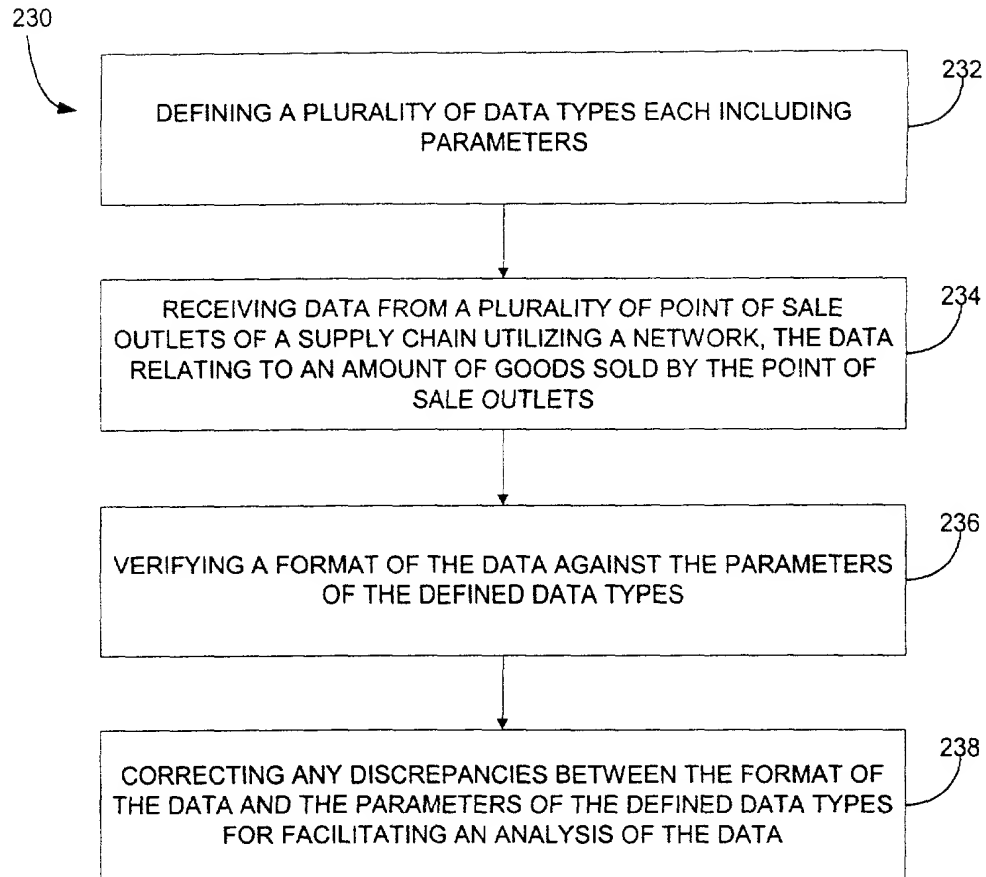 230
232
DEFINING A PLURALITY OF DATA TYPES EACH INCLUDING
PARAMETERS
234
RECEIVING DATA FROM A PLURALITY OF POINT OF SALE
OUTLETS OF A SUPPLY CHAIN UTILIZING A NETWORK, THE DATA
RELATING TO AN AMOUNT OF GOODS SOLD BY THE POINT OF
SALE OUTLETS
236
VERIFYING A FORMAT OF THE DATA AGAINST THE PARAMETERS
OF THE DEFINED DATA TYPES
238
CORRECTING ANY DISCREPANCIES BETWEEN THE FORMAT OF
THE DATA AND THE PARAMETERS OF THE DEFINED DATA TYPES
FOR FACILITATING AN ANALYSIS OF THE DATA